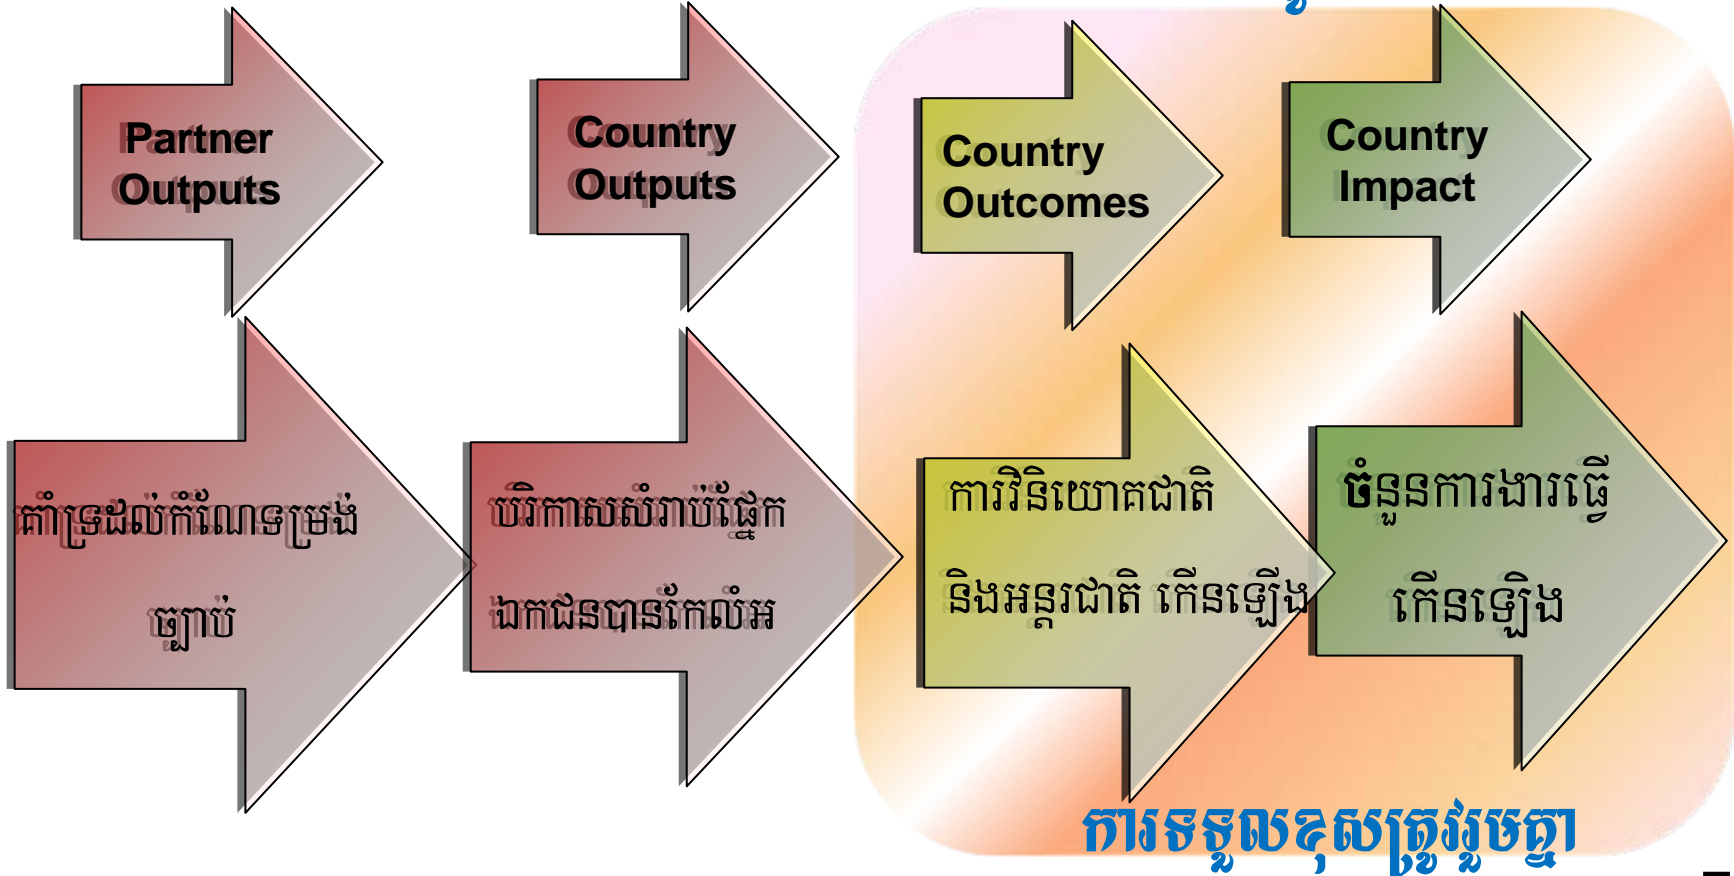 Partner
Outputs
Country
Outputs
Country
Outcomes
Country
Impact
គាំទ្រដល់កំណែទម្រង់
ច្បាប់
បរិកាសសំរាប់ផ្នែក
ឯកជនបានកែលំអ
ការវិនិយោគជាតិ
និងអន្តរជាតិ កើនឡើង
ចំនួនការងារធ្វើ
កើនឡើង
ការទទួលខុសត្រូវរួមគ្នា